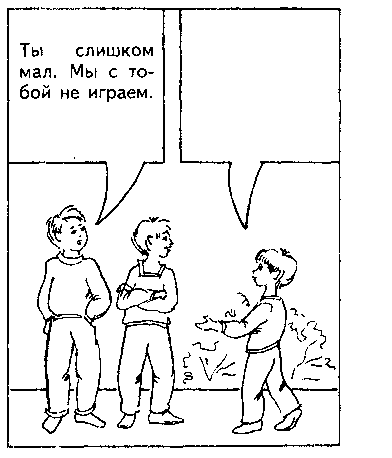 Ты слишком
мал. Мы с то-
бой не играем.